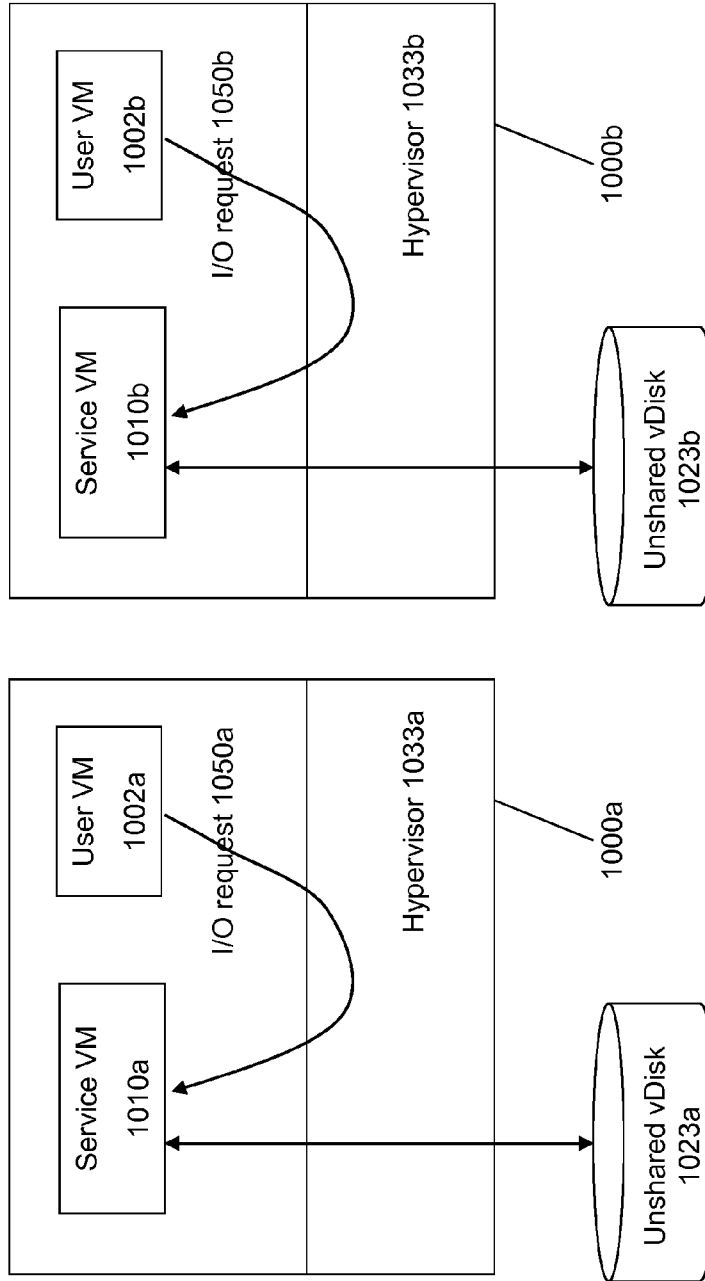 Service VM
1010a
User VM
1002a
I/O request 1050a
Hypervisor 1033a
1000a
Unshared vDisk
1023a
Service VM
1010b
User VM
1002b
I/O request 1050b
Hypervisor 1033b
1000b
Unshared vDisk
1023b